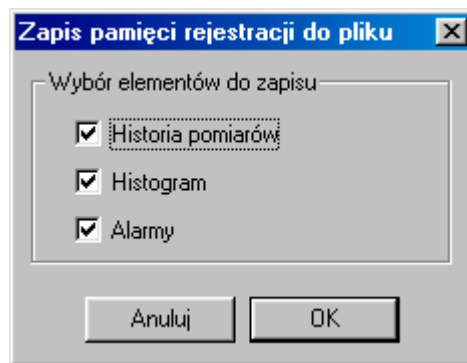 Zapis pamięci rejestracji do pliku
Wybór elementów do zapisu
Historia pomiarów
Histogram
Alarmy
Anuluj OK